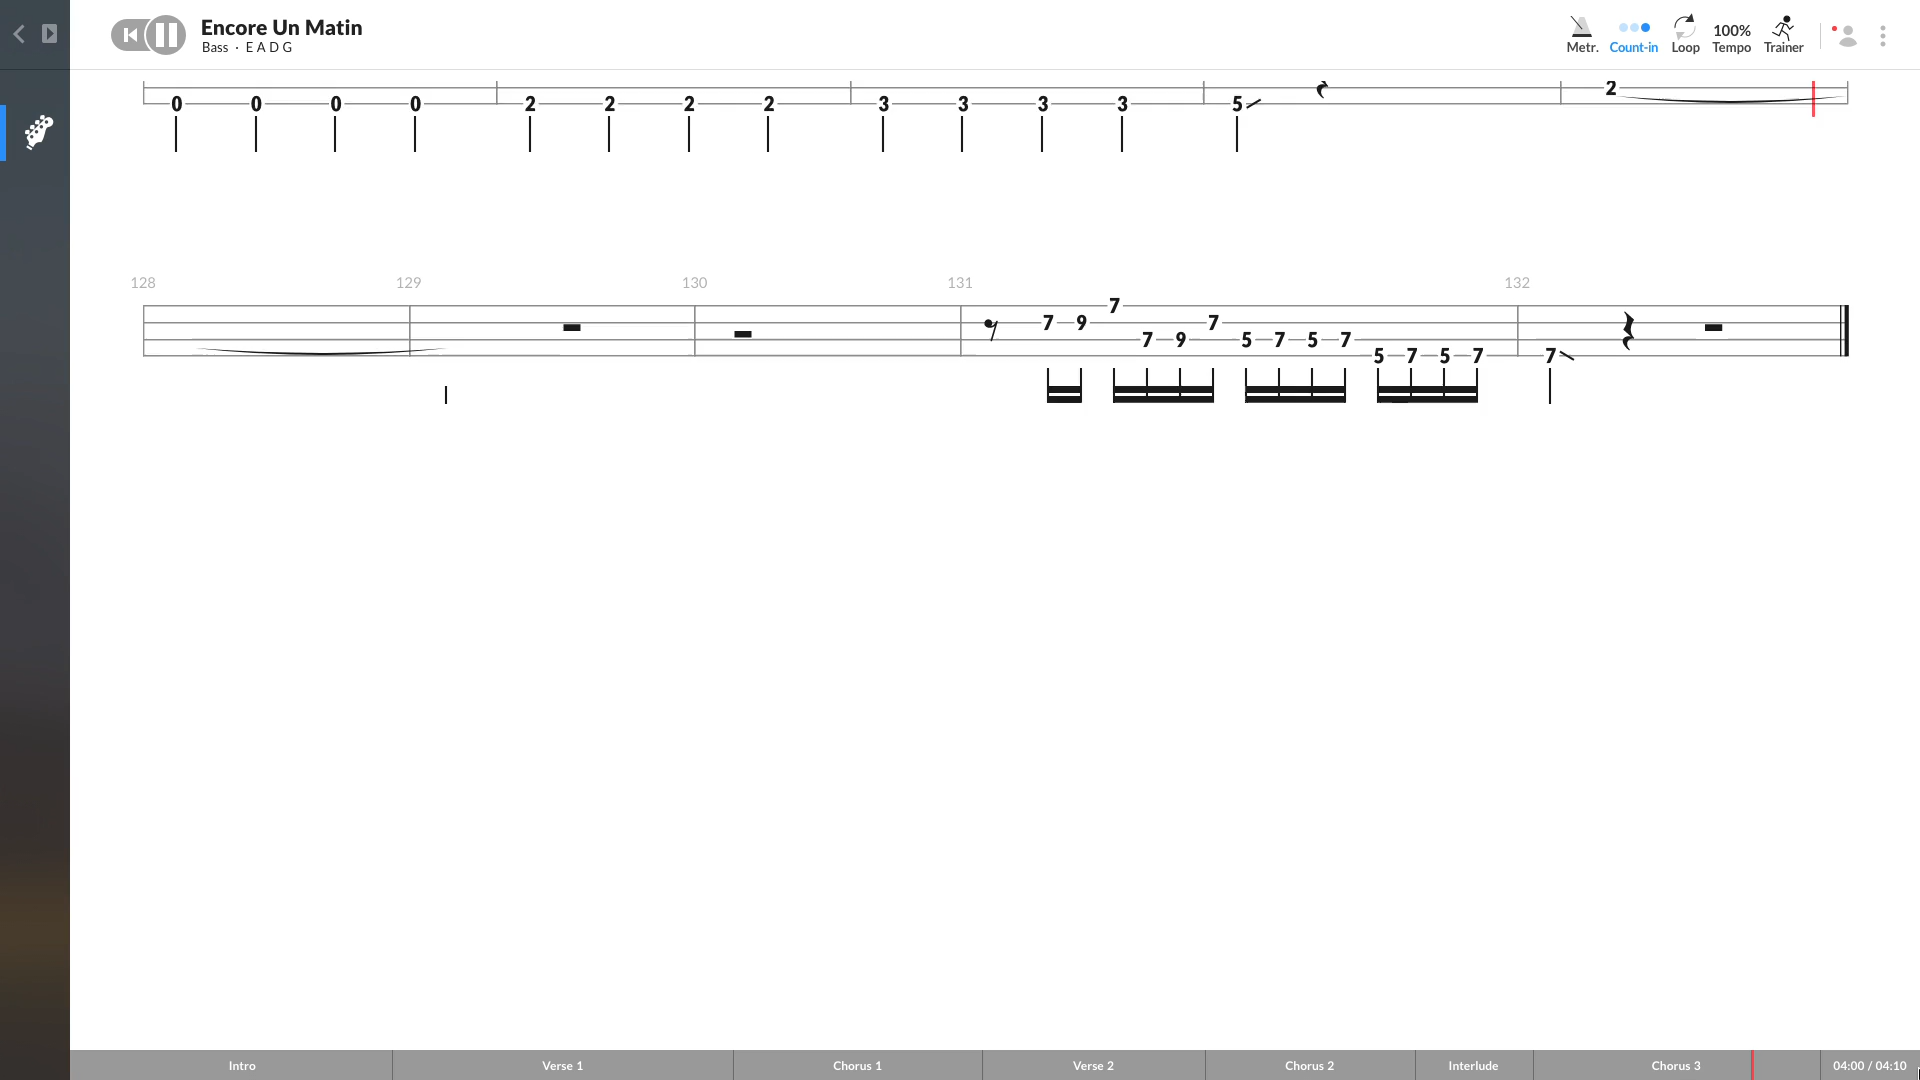 Encore Un Matin
Bass · E A D G
Metr.
Count-in
Loop
100%
Tempo
Trainer
0 0 0 0 2 2 2 2 3 3 3 3 5 2
128 129 130 131 132
7
7 9 7
7 9 5 7 5 7
5 7 5 7 7
Intro Verse 1 Chorus 1 Verse 2 Chorus 2 Interlude Chorus 3 04:00 / 04:10